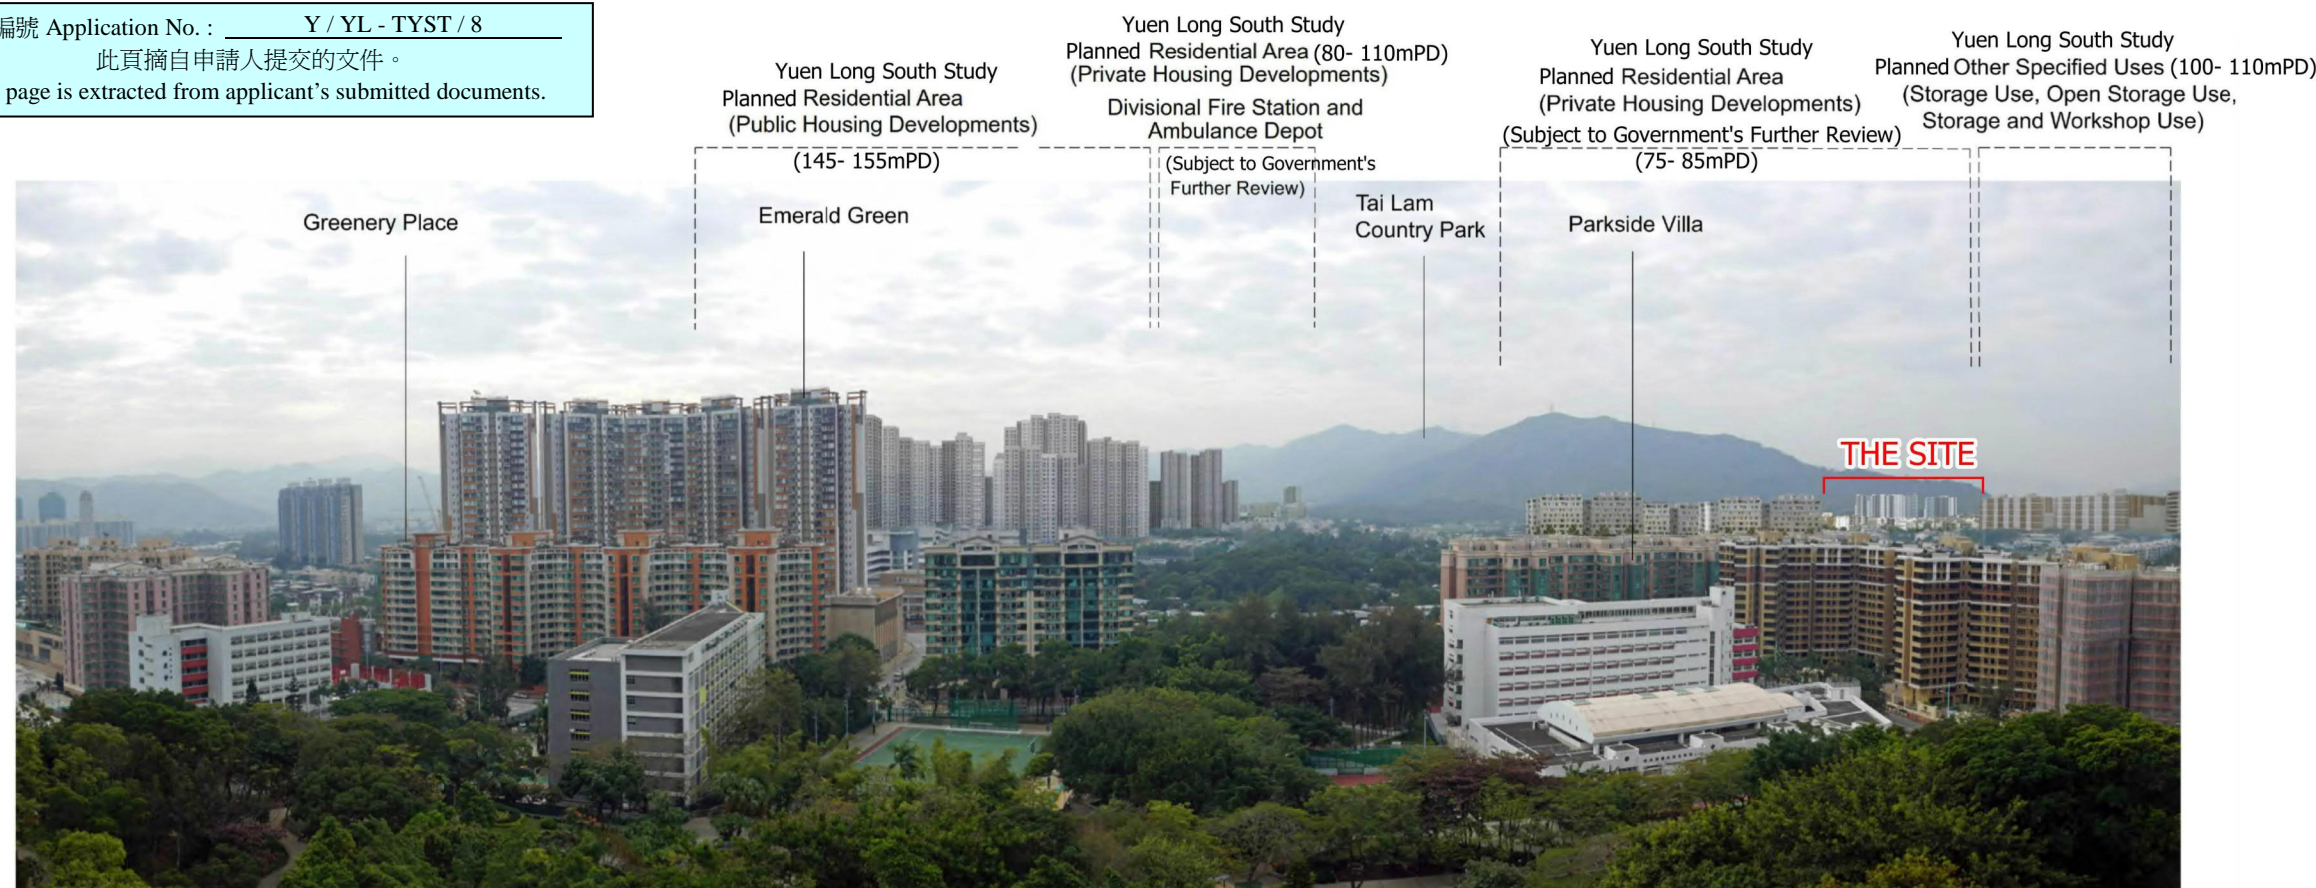 編號 Application No. : Y / YL - TYST / 8
此頁摘自申請人提交的文件。
page is extracted from applicant's submitted documents.
Yuen Long South Study
Planned Residential Area
(Public Housing Developments)
(145- 155mPD)
Yuen Long South Study
Planned Residential Area (80- 110mPD)
(Private Housing Developments)
Divisional Fire Station and
Ambulance Depot
(Subject to Government's
Further Review)
Yuen Long South Study
Planned Residential Area
(Private Housing Developments)
(Subject to Government's Further Review)
(75- 85mPD)
Yuen Long South Study
Planned Other Specified Uses (100- 110mPD)
(Storage Use, Open Storage Use,
Storage and Workshop Use)
Greenery Place
Emerald Green
Tai Lam
Country Park
Parkside Villa
THE SITE